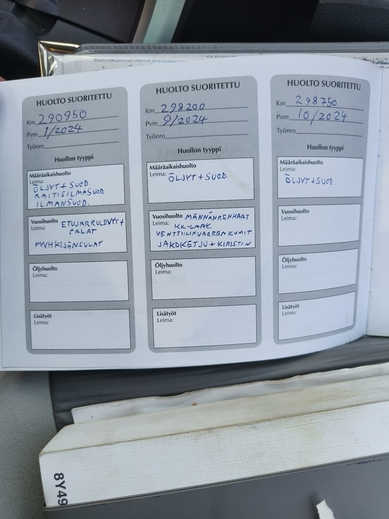 HUOLTO SUORITETTU
Km 290950
Pvm 1/2024
Työnro
Huollon tyyppi
Määräaikaishuolto
Leima:
ÖLJYT+SUOD.
RAITISILMASUOD.
ILMANSUOD.
Vuosihuolto
Leima: ETUJARRULEVYT+
PALAT
PYYHKIJÄNSULAT
Öljyhuolto
Leima:
Lisätyöt
Leima:
HUOLTO SUORITETTU
Km 298200
Pvm 9/2024
Työnro
Huollon tyyppi
Määräaikaishuolto
Leima:
ÖLJYT+SUOD.
Vuosihuolto MÄNNÄNRENKAAT
Leima: KK-LAAK.
VENTTIILINVARRENKUMIT
JAKOKETJU+KIRISTIN
Öljyhuolto
Leima:
Lisätyöt
Leima:
HUOLTO SUORITETTU
Km 298750
Pvm 10/2024
Työnro
Huollon tyyppi
Määräaikaishuolto
Leima:
ÖLJYT+SUOD.
Vuosihuolto
Leima:
Öljyhuolto
Leima:
Lisätyöt
Leima:
8Y49